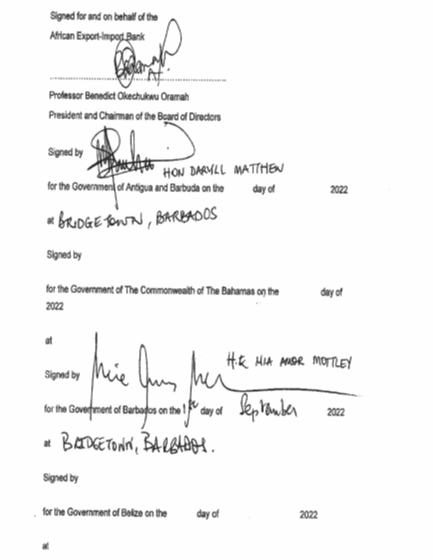 Signed for and on behalf of the
African Export-Import Bank
Professor Benedict Okechukwu Oramah
President and Chairman of the Board of Directors
Signed by
HON DARYLL MATTHEW
for the Government of Antigua and Barbuda on the day of 2022
at BRIDGETOWN, BARBADOS
Signed by
for the Government of The Commonwealth of The Bahamas on the day of
2022
at
H.E MIA AMOR MOTTLEY
Signed by
for the Government of Barbados on the 1st day of September 2022
at BRIDGETOWN, BARBADOS.
Signed by
for the Government of Belize on the day of 2022
at